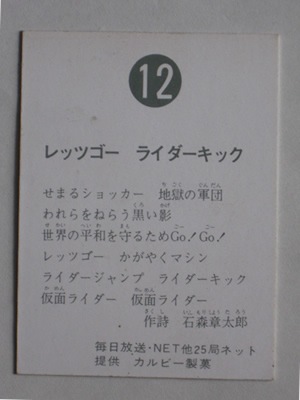 12
レッツゴー ライダーキック
せまるショッカー 地獄の軍団
われらをねらう黒い影
世界の平和を守るためGo!Go!
レッツゴー かがやくマシン
ライダージャンプ ライダーキック
仮面ライダー 仮面ライダー
作詩 石森章太郎
毎日放送・NET他25局ネット
提供 カルビー製菓